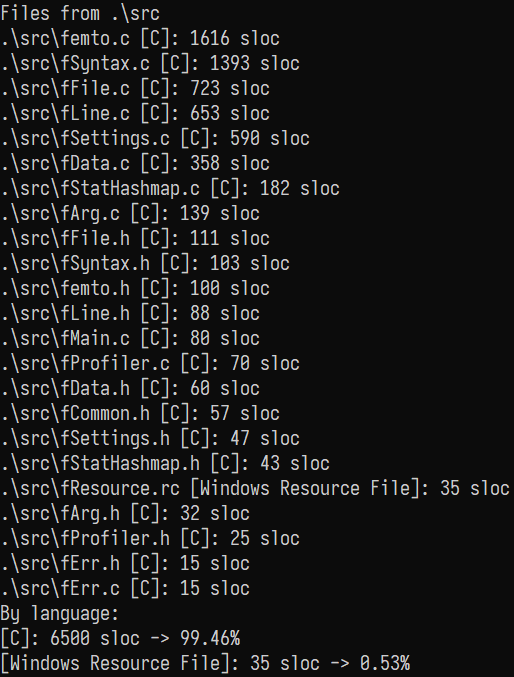 Files from .\src
.\src\femto.c [C]: 1616 sloc
.\src\fSyntax.c [C]: 1393 sloc
.\src\fFile.c [C]: 723 sloc
.\src\fLine.c [C]: 653 sloc
.\src\fSettings.c [C]: 590 sloc
.\src\fData.c [C]: 358 sloc
.\src\fStatHashmap.c [C]: 182 sloc
.\src\fArg.c [C]: 139 sloc
.\src\fFile.h [C]: 111 sloc
.\src\fSyntax.h [C]: 103 sloc
.\src\femto.h [C]: 100 sloc
.\src\fLine.h [C]: 88 sloc
.\src\fMain.c [C]: 80 sloc
.\src\fProfiler.c [C]: 70 sloc
.\src\fData.h [C]: 60 sloc
.\src\fCommon.h [C]: 57 sloc
.\src\fSettings.h [C]: 47 sloc
.\src\fStatHashmap.h [C]: 43 sloc
.\src\fResource.rc [Windows Resource File]: 35 sloc
.\src\fArg.h [C]: 32 sloc
.\src\fProfiler.h [C]: 25 sloc
.\src\fErr.h [C]: 15 sloc
.\src\fErr.c [C]: 15 sloc
By language:
[C]: 6500 sloc -> 99.46%
[Windows Resource File]: 35 sloc -> 0.53%